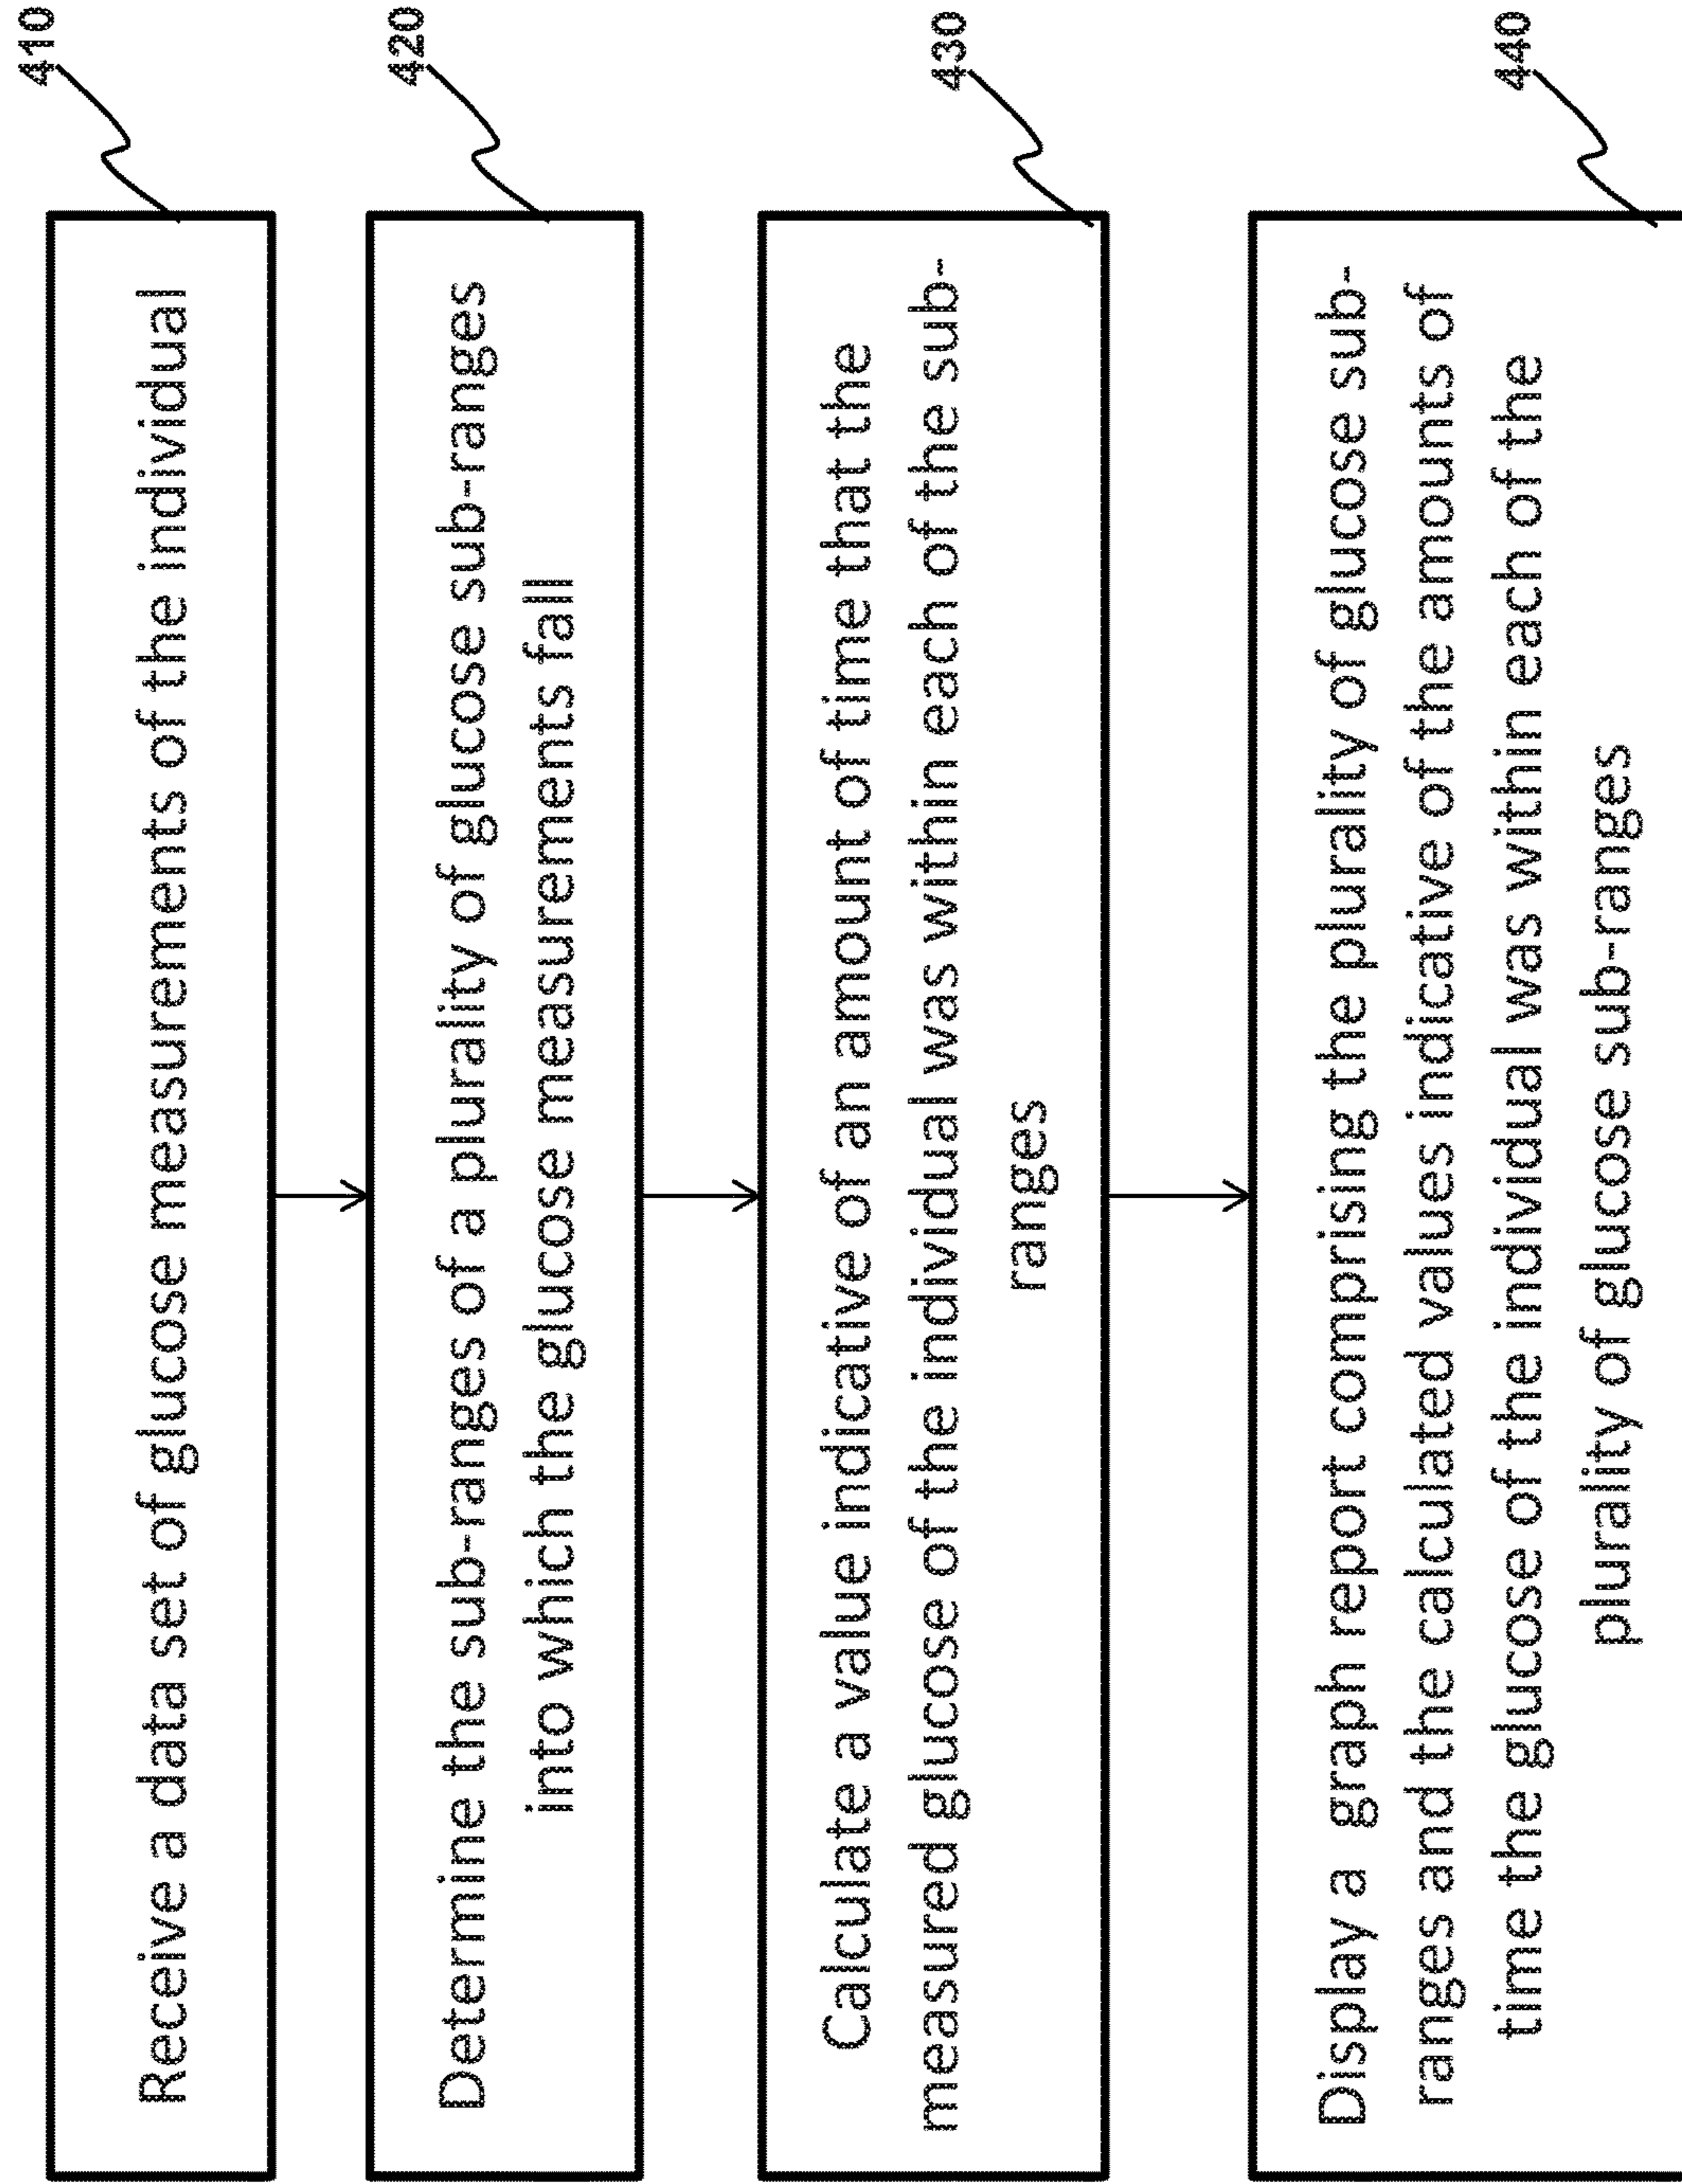 410
Receive a data set of glucose measurements of the individual
420
Determine the sub-ranges of a plurality of glucose sub-ranges
into which the glucose measurements fall
430
Calculate a value indicative of an amount of time that the
measured glucose of the individual was within each of the sub-
ranges
440
Display a graph report comprising the plurality of glucose sub-
ranges and the calculated values indicative of the amounts of
time the glucose of the individual was within each of the
plurality of glucose sub-ranges